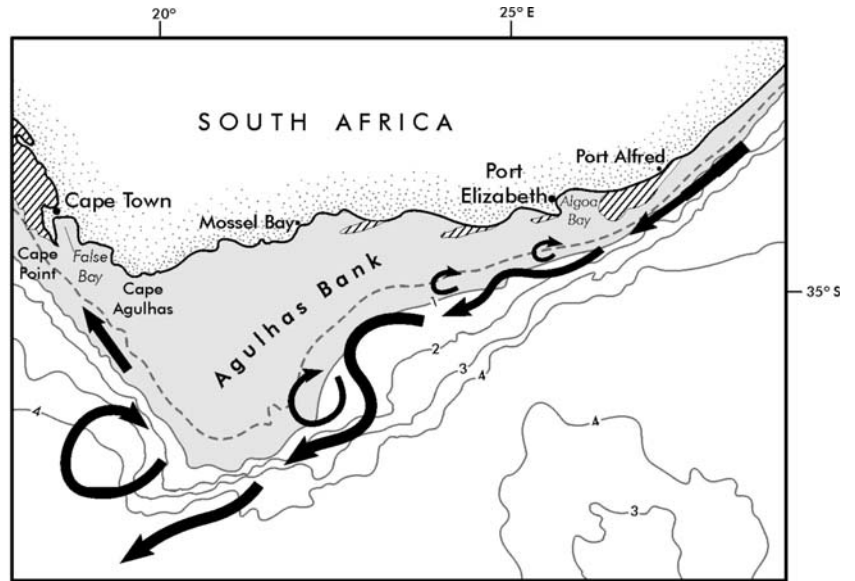 20°
25° E
SOUTH AFRICA
Port Alfred
Port
Elizabeth
Cape Town
Algoa
Bay
Mossel Bay
Cape
Point
False
Bay
Cape
Agulhas
35° S
Agulhas Bank
1
2
3
4
4
4
3